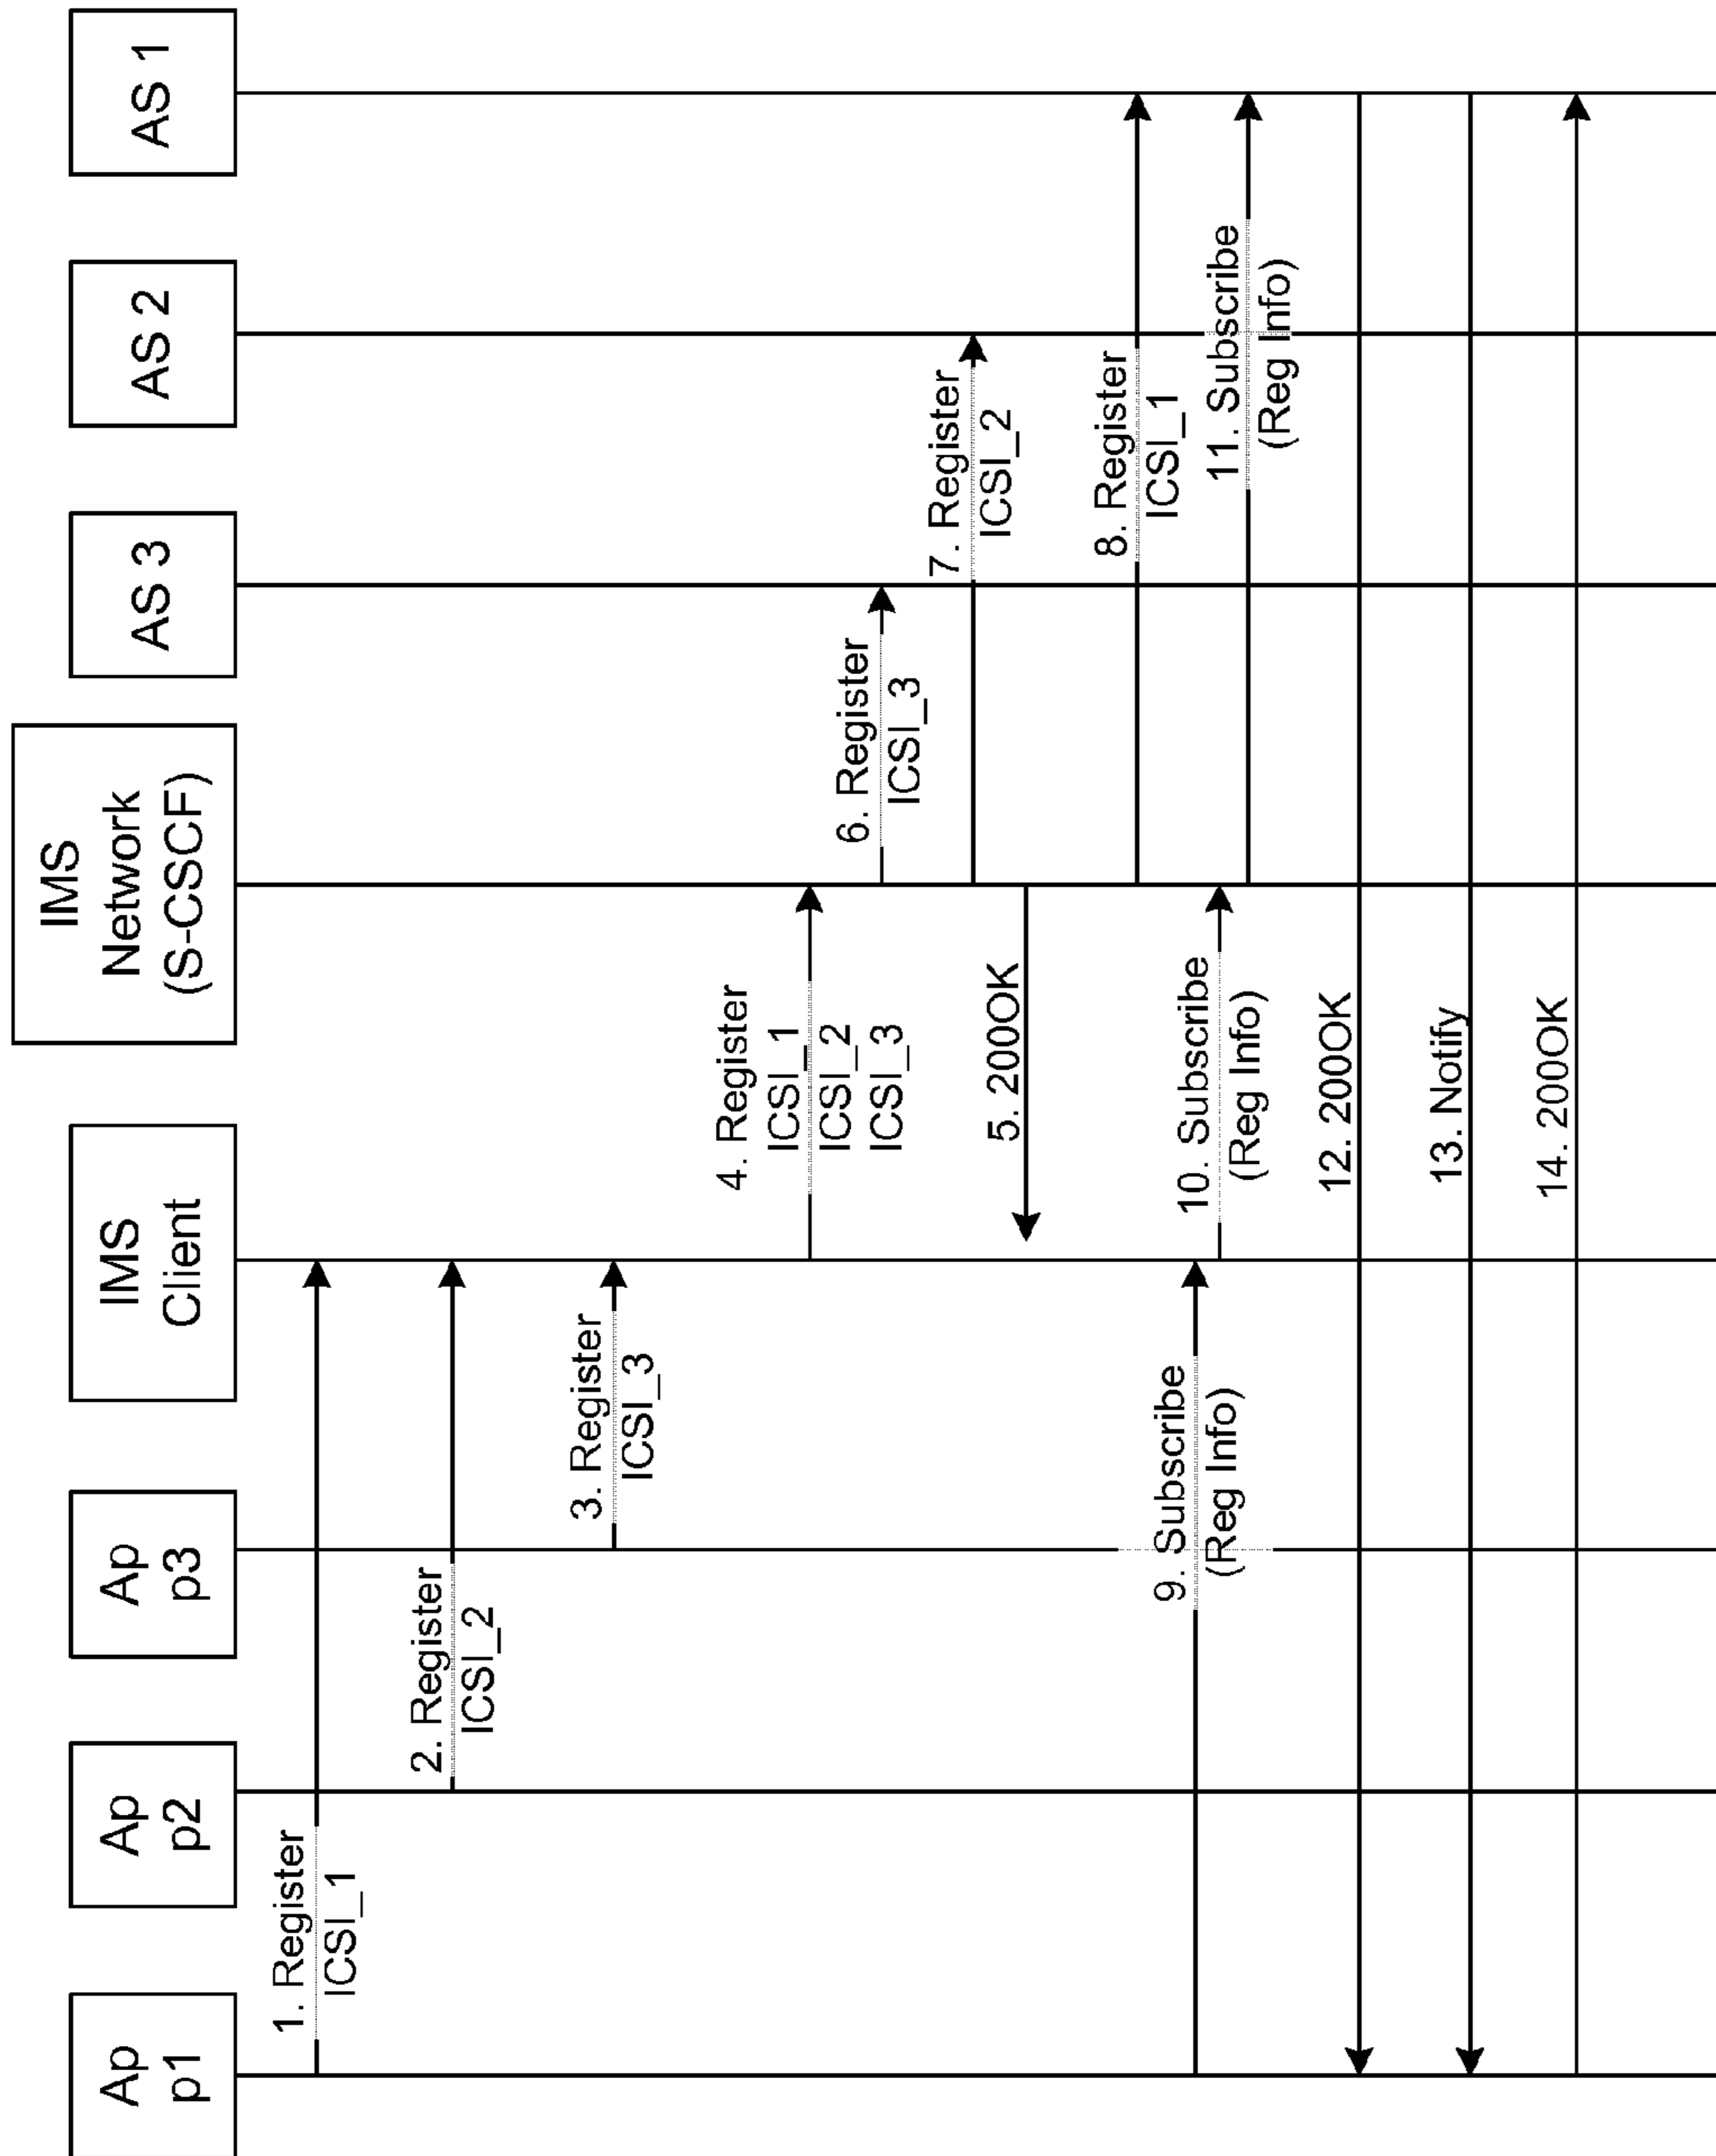 Ap
p1
Ap
p2
Ap
p3
IMS
Client
IMS
Network
(S-CSCF)
AS 3
AS 2
AS 1
1. Register
ICSI_1
2. Register
ICSI_2
3. Register
ICSI_3
4. Register
ICSI_1
ICSI_2
ICSI_3
6. Register
ICSI_3
7. Register
ICSI_2
5. 200OK
8. Register
ICSI_1
9. Subscribe
(Reg Info)
10. Subscribe
(Reg Info)
11. Subscribe
(Reg Info)
12. 200OK
13. Notify
14. 200OK